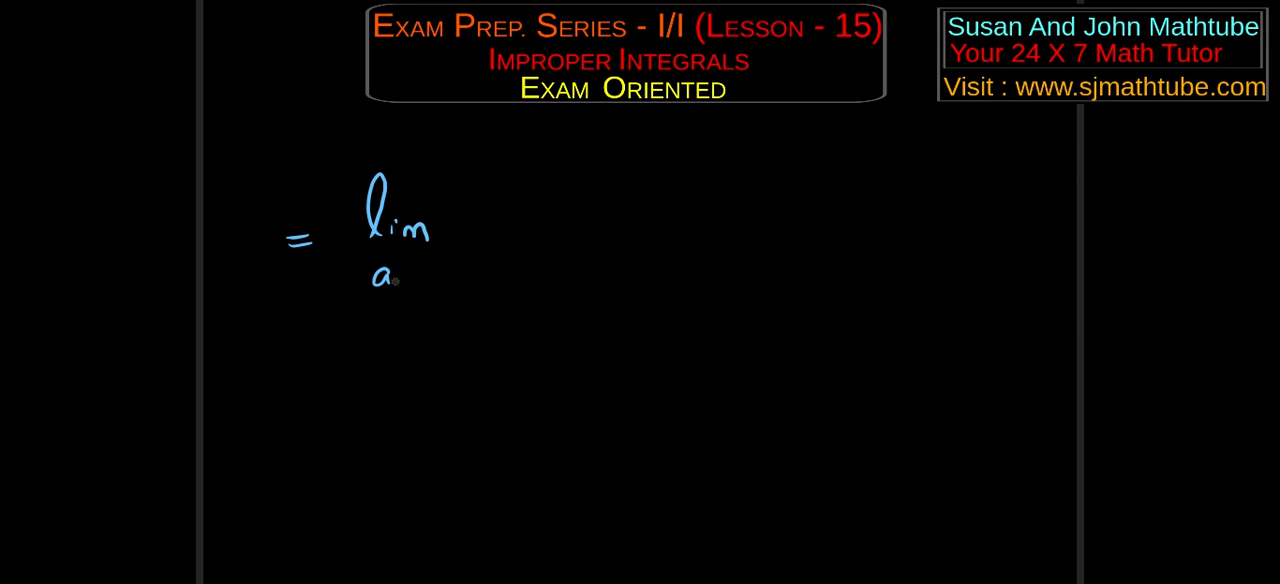 Exam Prep. Series - I/I (Lesson - 15)
Improper Integrals
Exam Oriented
Susan And John Mathtube
Your 24 X 7 Math Tutor
Visit : www.sjmathtube.com
= lim
a